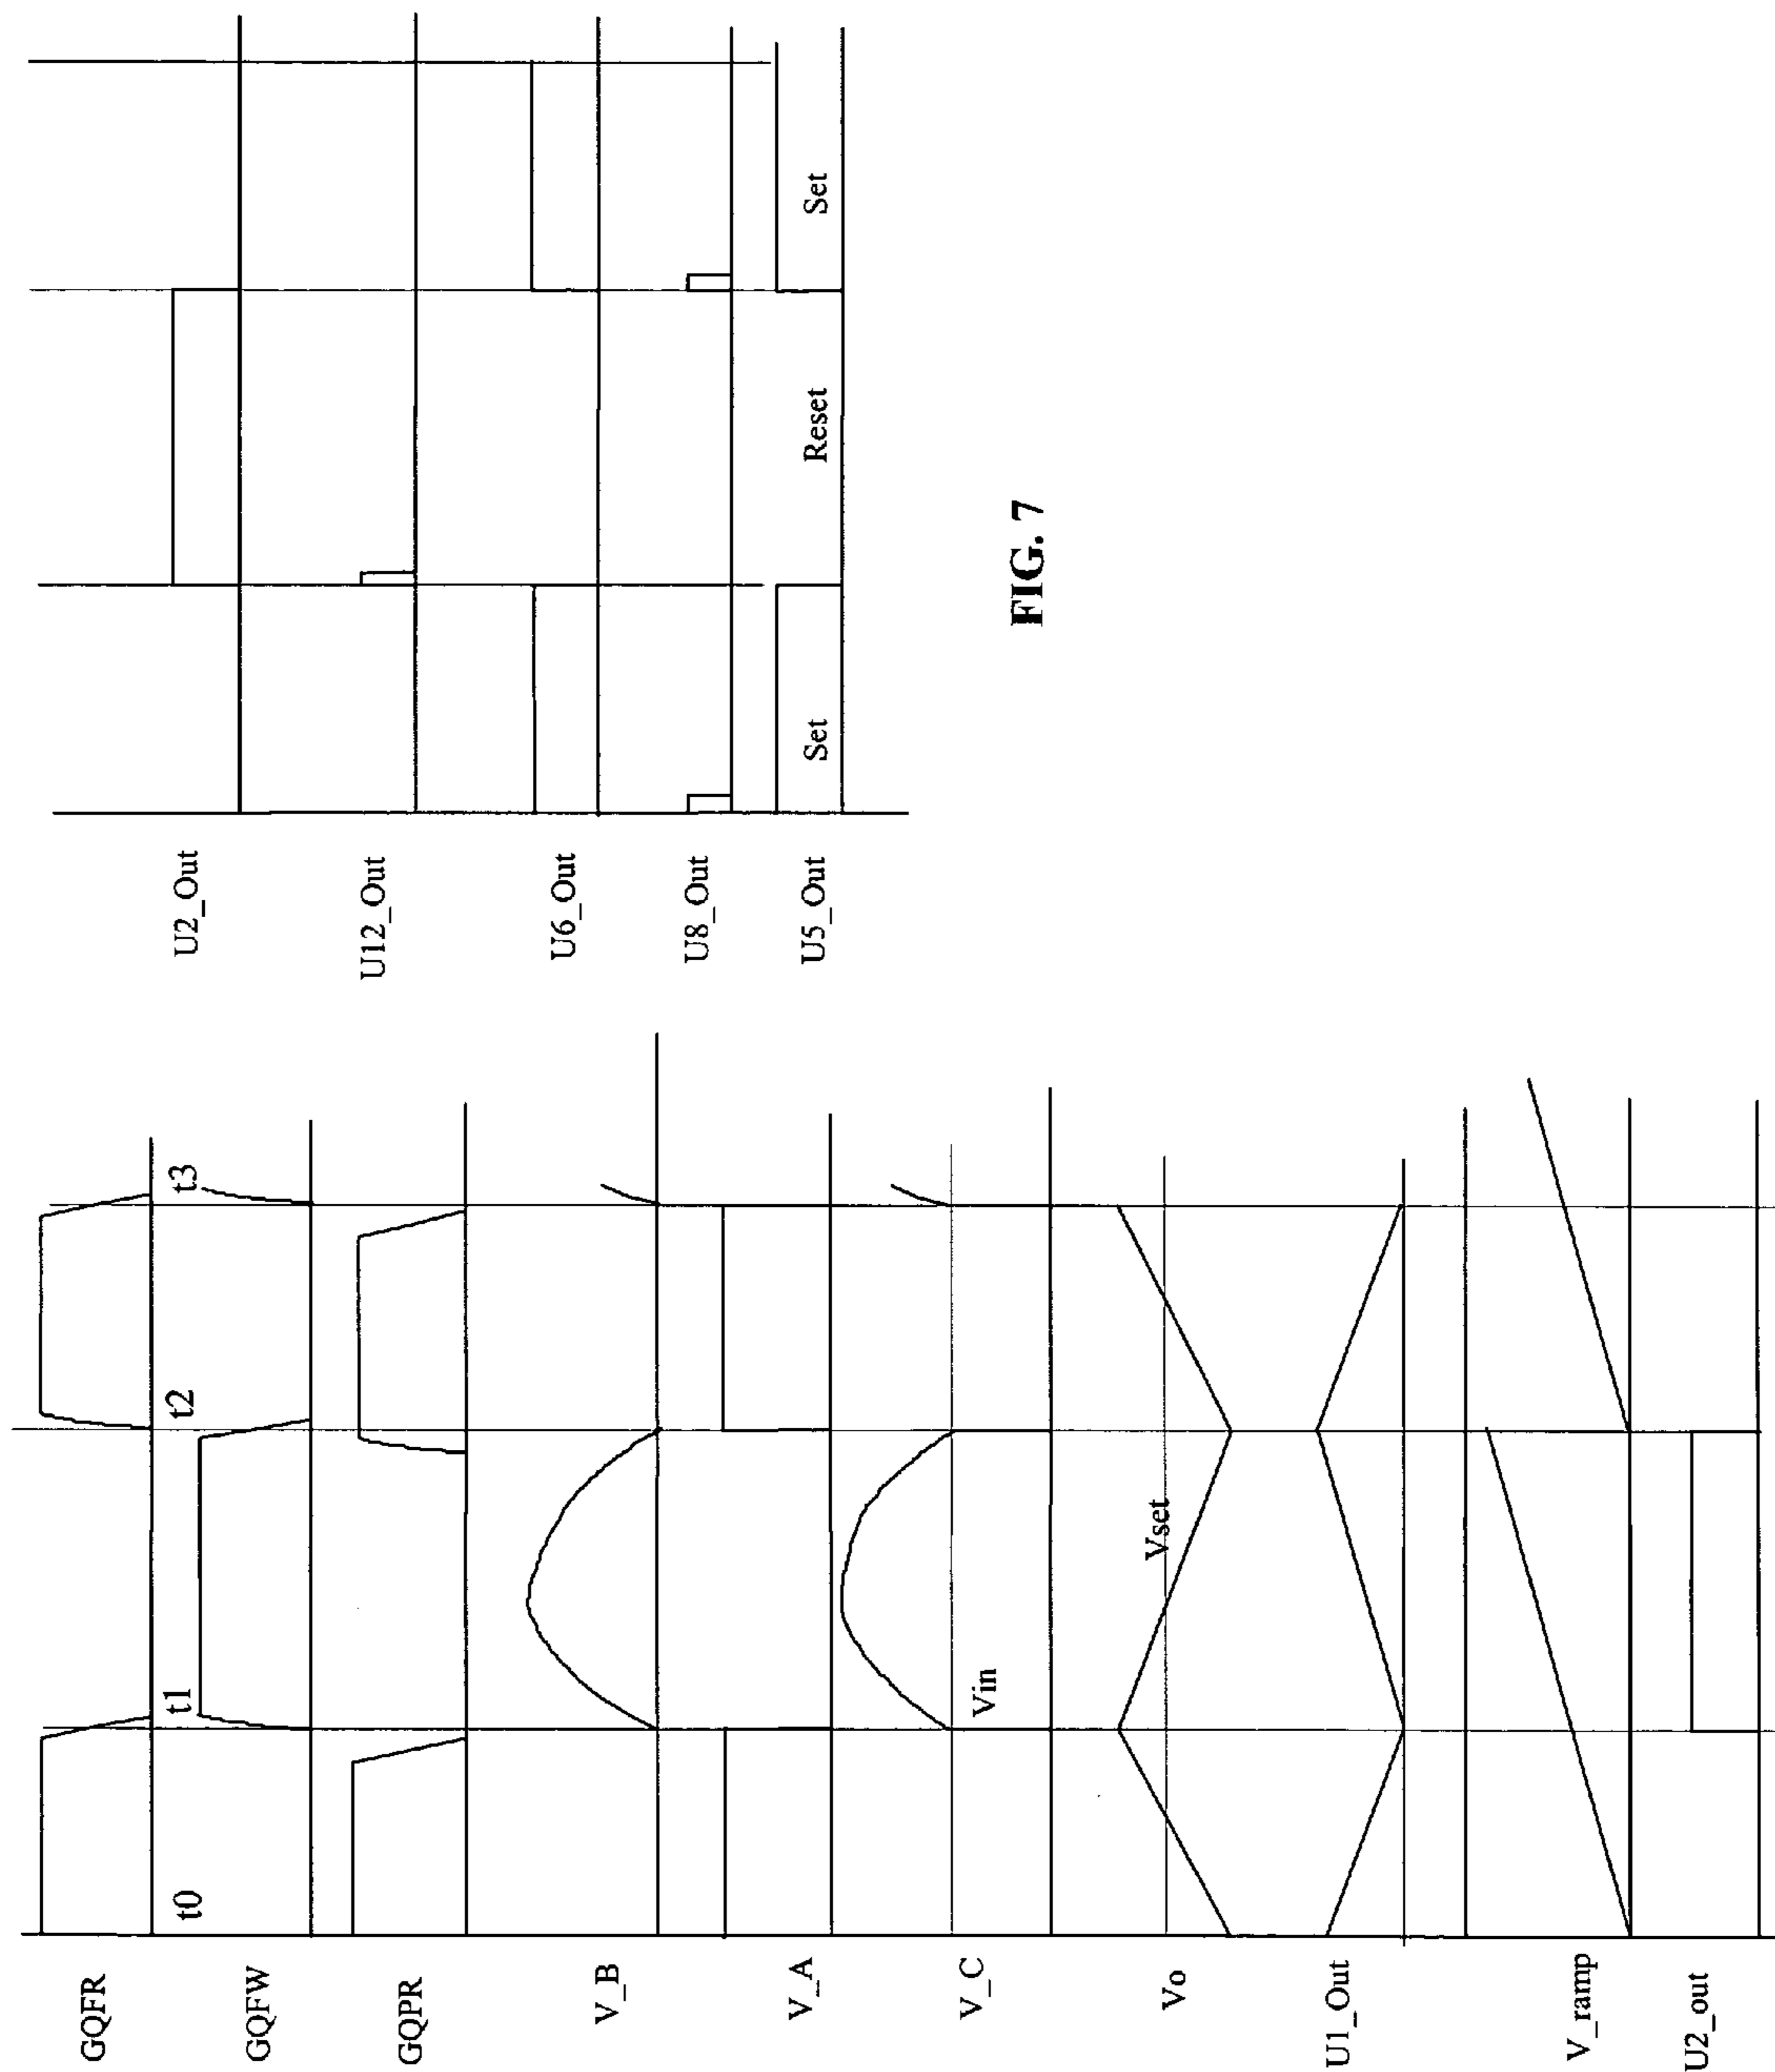 GQFR
GQFW
GQPR
V_B
V_A
V_C
Vo
U1_Out
V_ramp
U2_out
t0
t1
t2
t3
Vin
Vset
U2_Out
U12_Out
U6_Out
U8_Out
U5_Out
Set
Reset
Set
FIG. 7